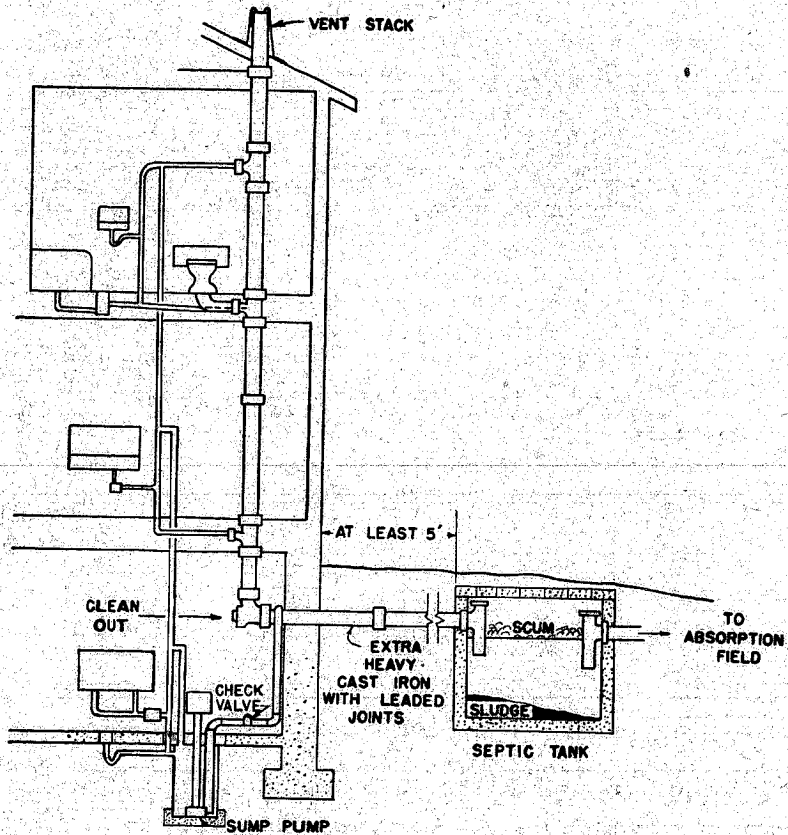 VENT STACK
AT LEAST 5'
CLEAN
OUT
SCUM
TO
ABSORPTION
FIELD
EXTRA
HEAVY
CAST IRON
WITH LEADED
JOINTS
CHECK
VALVE
SLUDGE
SEPTIC TANK
SUMP PUMP